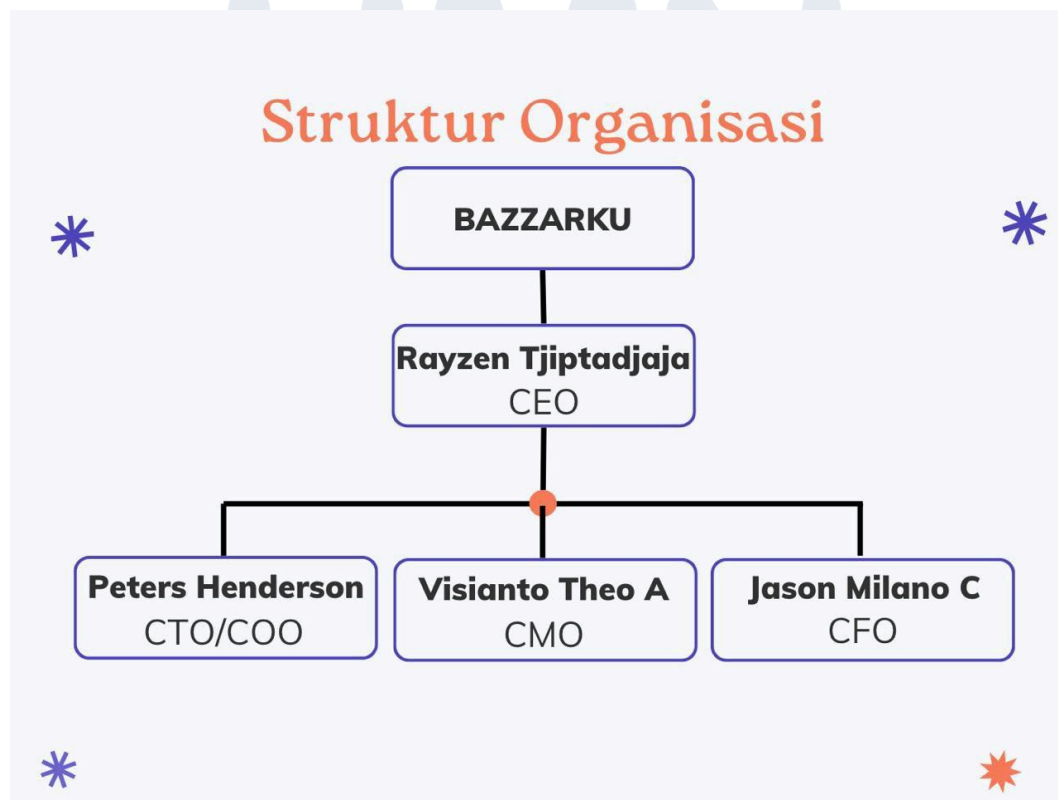 Struktur Organisasi
BAZZARKU
Rayzen Tjiptadjaja
CEO
Peters Henderson
CTO/COO
Visianto Theo A
CMO
Jason Milano C
CFO